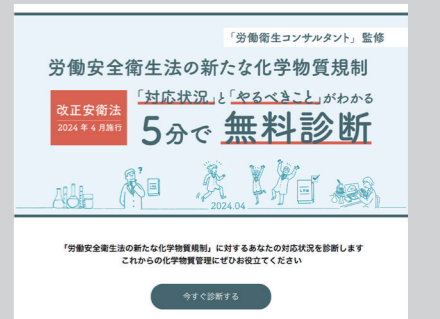 「労働衛生コンサルタント」監修
労働安全衛生法の新たな化学物質規制
改正安衛法
2024年4月施行
「対応状況」と「やるべきこと」がわかる
5分で 無料診断
2024.04
「労働安全衛生法の新たな化学物質規制」に対するあなたの対応状況を診断します
これからの化学物質管理にぜひお役立てください
今すぐ診断する